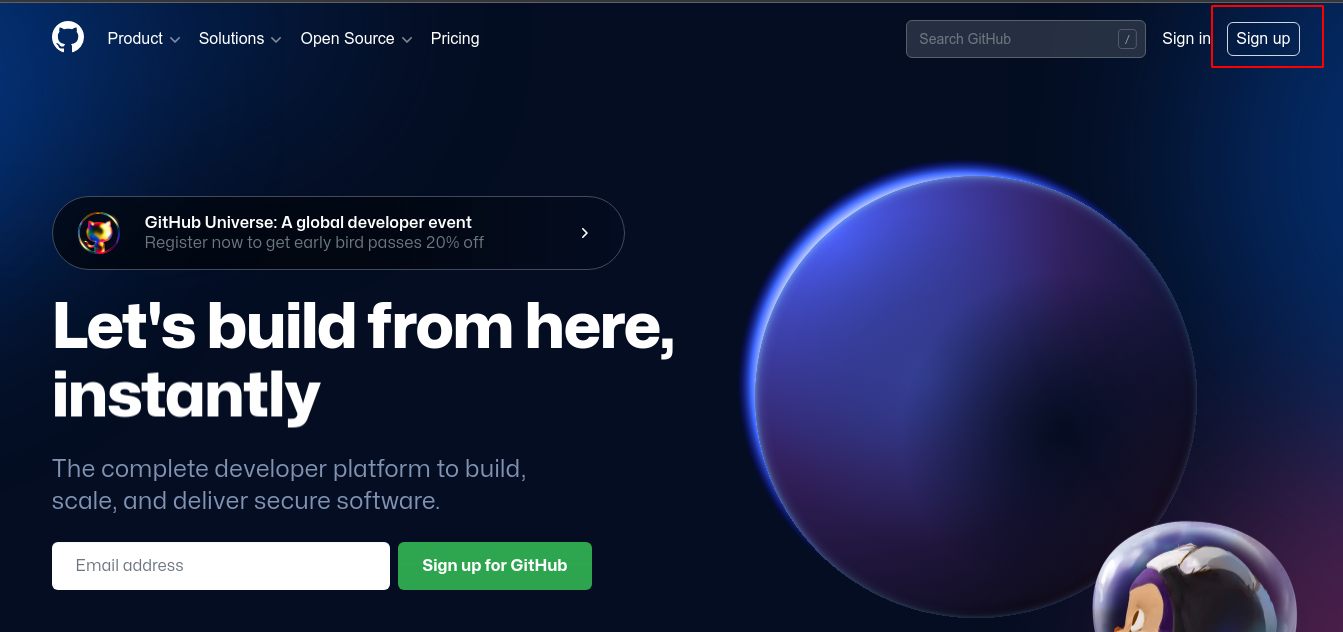 Product Solutions Open Source Pricing Search GitHub / Sign in Sign up
GitHub Universe: A global developer event
Register now to get early bird passes 20% off
Let's build from here,
instantly
The complete developer platform to build,
scale, and deliver secure software.
Email address Sign up for GitHub